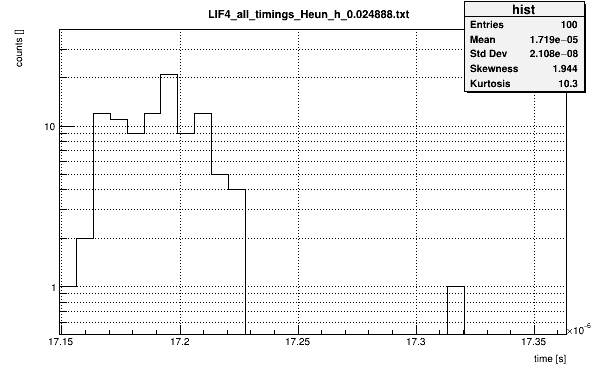 LIF4_all_timings_Heun_h_0.024888.txt
hist
Entries 100
Mean 1.719e−05
Std Dev 2.108e−08
Skewness 1.944
Kurtosis 10.3
counts []
10
1
17.15 17.2 17.25 17.3 17.35
×10⁻⁶
time [s]